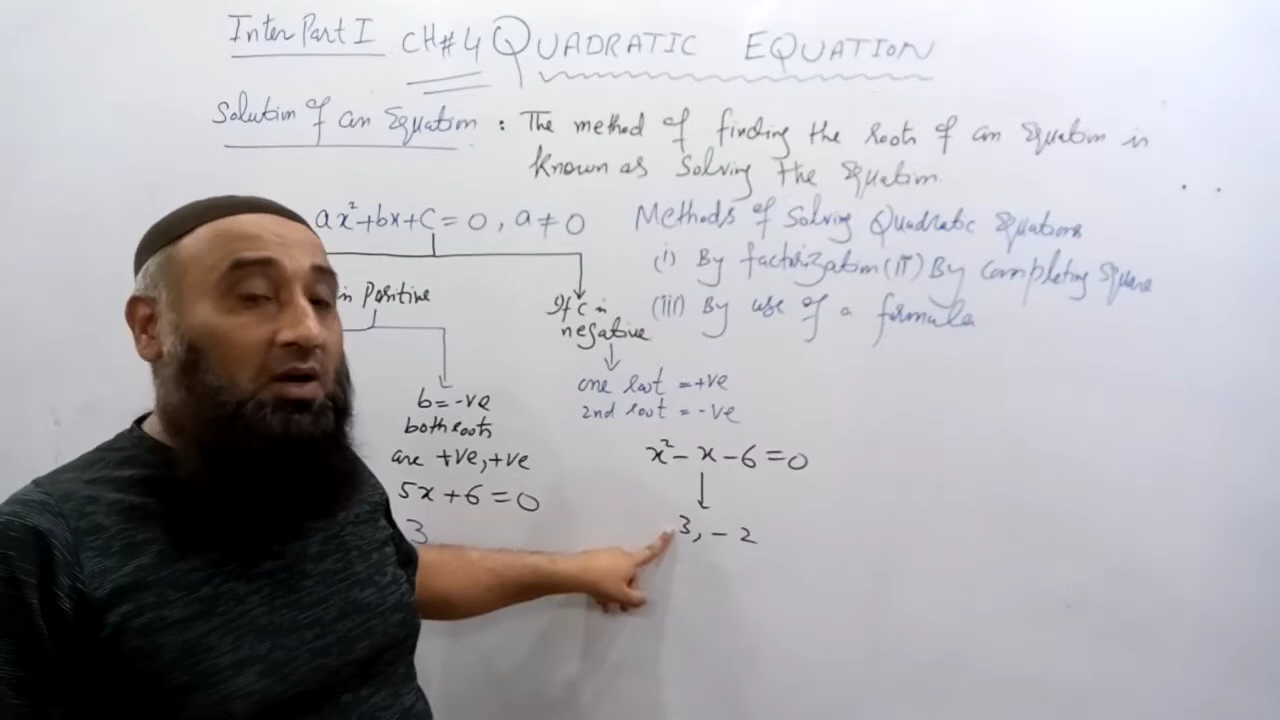 Inter Part I CH#4 QUADRATIC EQUATION
Solution of an Equation : The method of finding the roots of an Equation is
known as Solving the Equation.
ax²+bx+C=0, a≠0
Methods of Solving Quadratic Equations
(i) By factorization (ii) By completing Square
(iii) By use of a formula
in Positive
If C is
negative
one root = +ve
2nd root = -ve
b=-ve
both roots
are +ve,+ve
5x+6=0
3
x²-x-6=0
3,-2